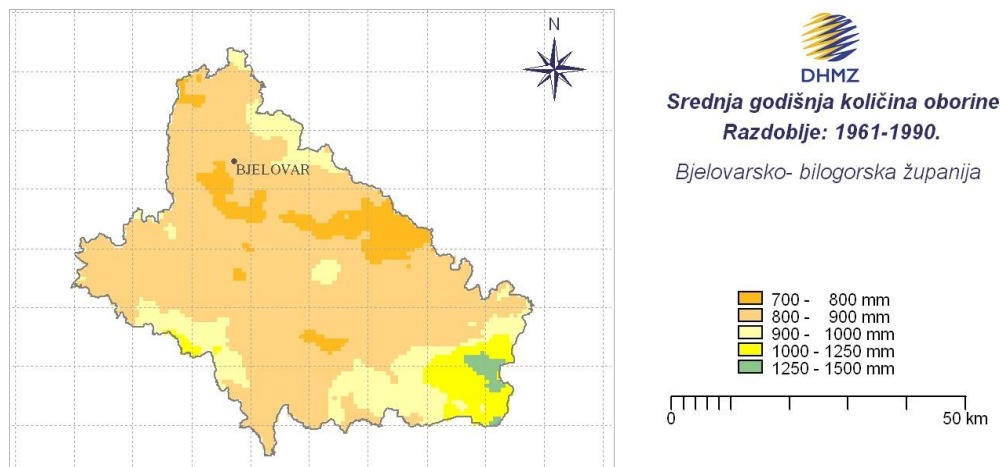 N
BJELOVAR
DHMZ
Srednja godišnja količina oborine
Razdoblje: 1961-1990.
Bjelovarsko- bilogorska županija
700 - 800 mm
800 - 900 mm
900 - 1000 mm
1000 - 1250 mm
1250 - 1500 mm
0 50 km